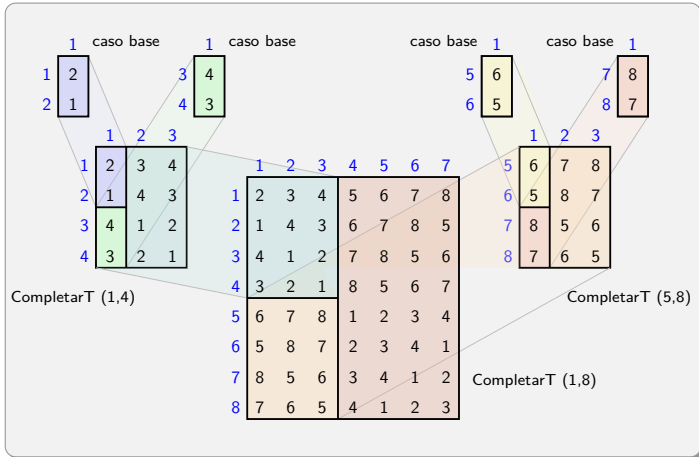 1 caso base 1 caso base caso base 1 caso base 1
1 2 3 4 5 6 7 8
2 1 4 3 6 5 8 7
1 2 3 1 2 3
1 2 3 4 1 2 3 4 5 6 7 5 6 7 8
2 1 4 3 1 2 3 4 5 6 7 8 6 5 8 7
3 4 1 2 2 1 4 3 6 7 8 5 7 8 5 6
4 3 2 1 3 4 1 2 7 8 5 6 8 7 6 5
4 3 2 1 8 5 6 7
CompletarT (1,4) CompletarT (5,8)
5 6 7 8 1 2 3 4
6 5 8 7 2 3 4 1
7 8 5 6 3 4 1 2 CompletarT (1,8)
8 7 6 5 4 1 2 3